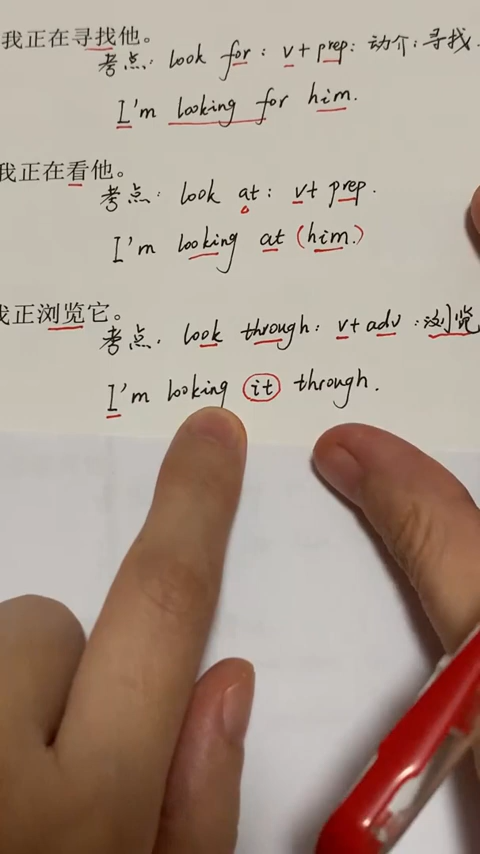 我正在寻找他。
考点：look for：v+prep：动介：寻找.
I'm looking for him.
我正在看他。
考点：look at：v+prep.
I'm looking at (him.)
我正浏览它。
考点，look through：v+adv：浏览
I'm looking it through.